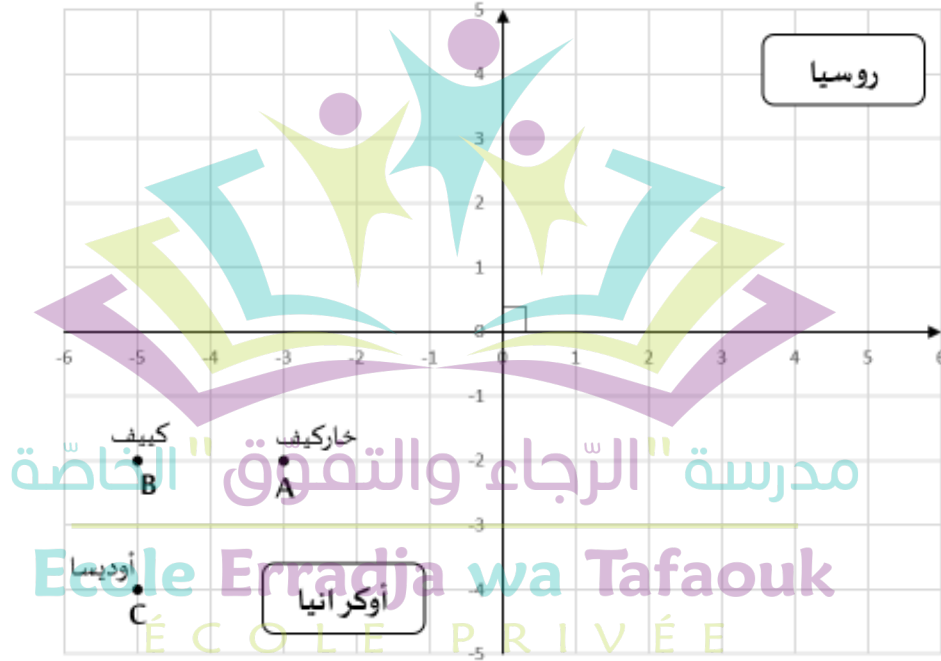 5
روسيا
4
3
2
1
0
-6 -5 -4 -3 -2 -1 0 1 2 3 4 5 6
-1
كييف
خاركيف
-2
B
A
مدرسة "الرّجاء والتفوّق" الخاصّة
-3
Ecole Erradja wa Tafaouk
أوديسا
-4
C
أوكرانيا
ÉCOLE PRIVÉE
-5